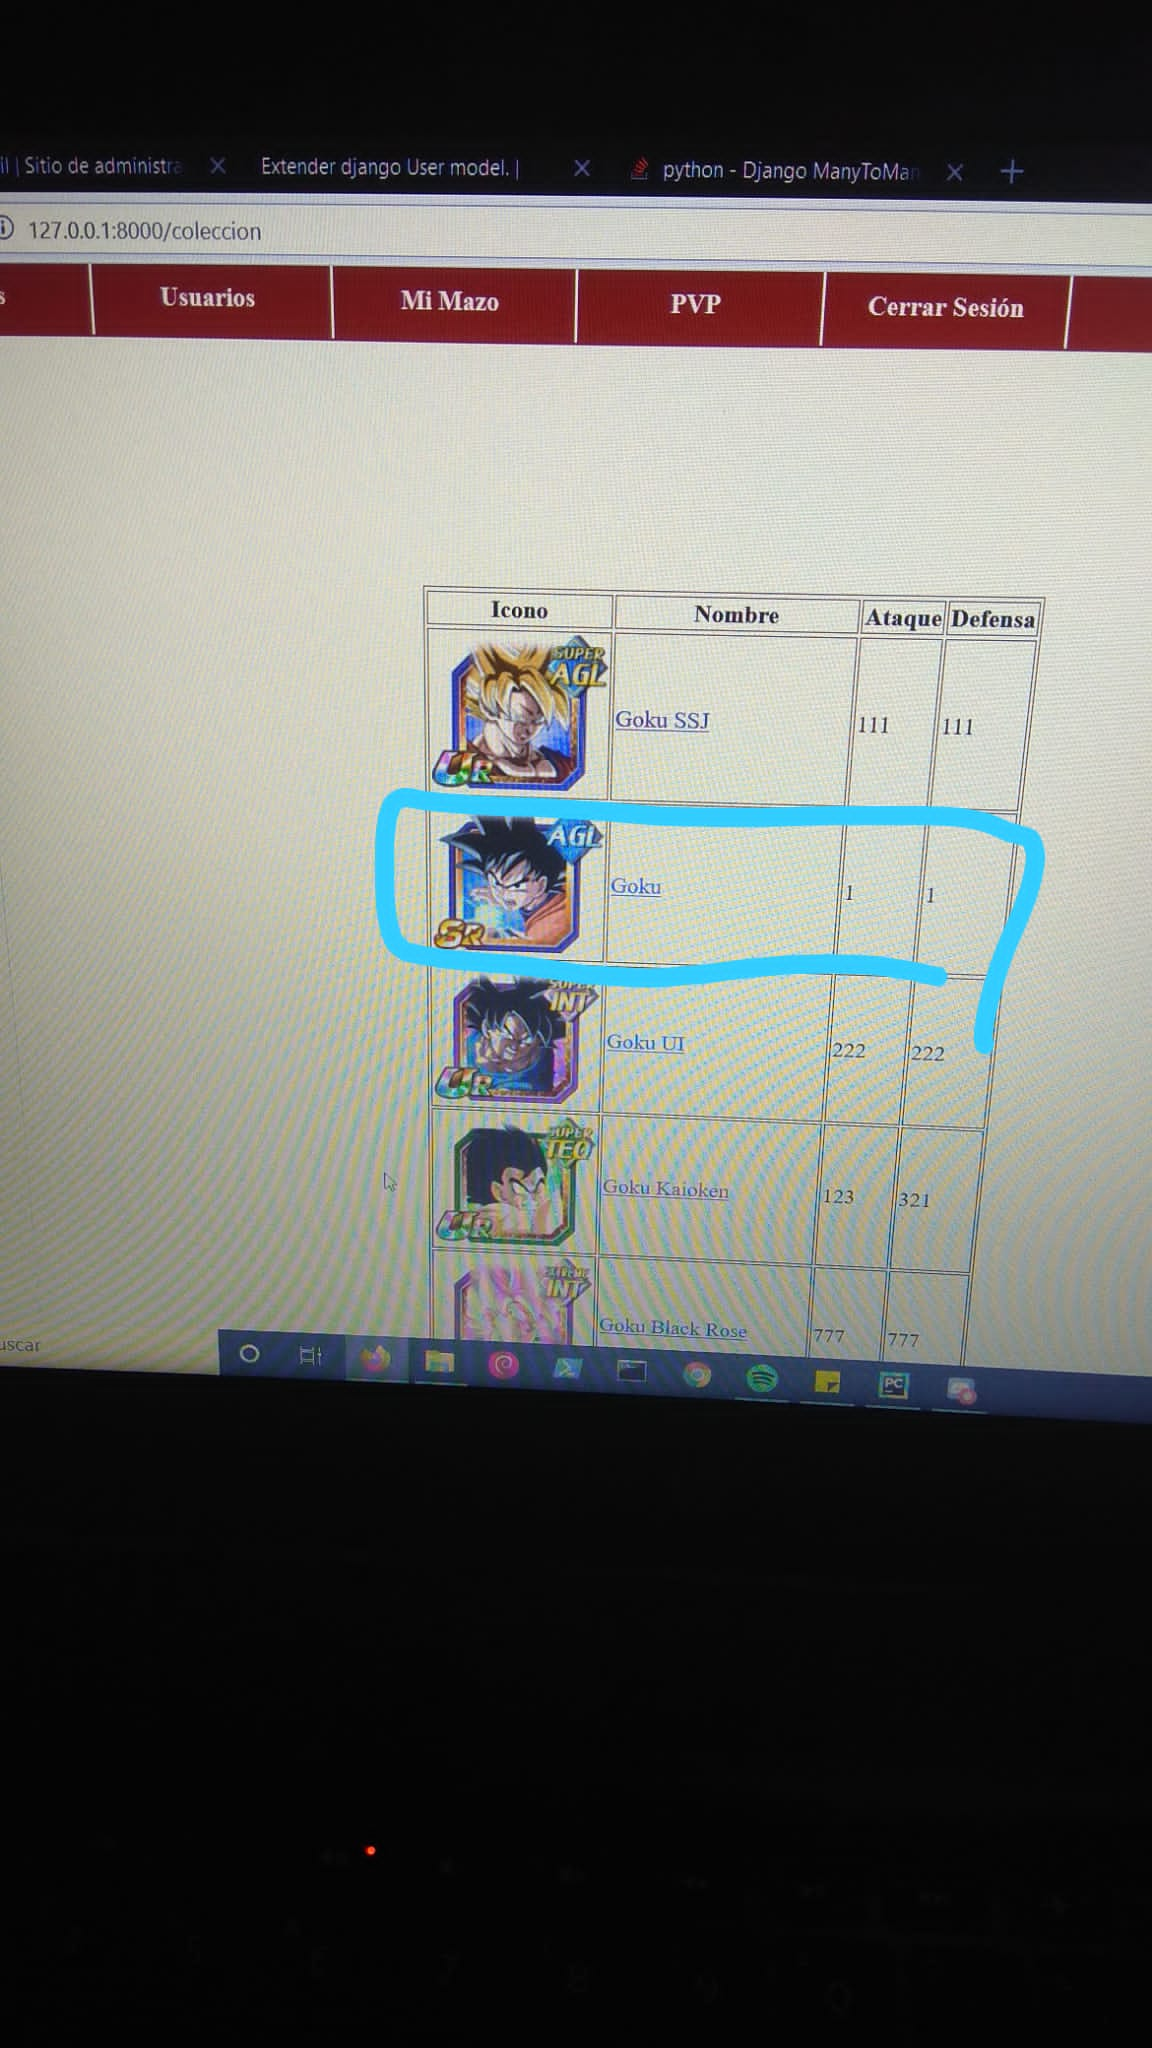 il | Sitio de administra
Extender django User model. |
python - Django ManyToMan
127.0.0.1:8000/coleccion
s
Usuarios
Mi Mazo
PVP
Cerrar Sesión
Icono Nombre Ataque Defensa
SUPER
AGL
UR
Goku SSJ 111 111
AGL
SR
Goku 1 1
SUPER
INT
UR
Goku UI 222 222
SUPER
TEQ
UR
Goku Kaioken 123 321
EXTREME
INT
Goku Black Rose 777 777
uscar
PC